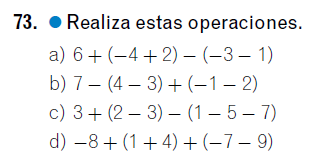 73. ● Realiza estas operaciones.
a) 6 + (−4 + 2) − (−3 − 1)
b) 7 − (4 − 3) + (−1 − 2)
c) 3 + (2 − 3) − (1 − 5 − 7)
d) −8 + (1 + 4) + (−7 − 9)